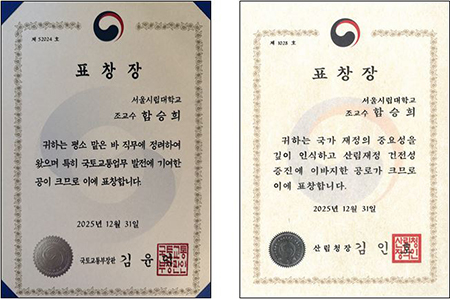 제 52024 호
표 창 장
서울시립대학교
조교수 함승희
귀하는 평소 맡은 바 직무에 정려하여
왔으며 특히 국토교통업무 발전에 기여한
공이 크므로 이에 표창합니다.
2025년 12월 31일
국토교통부장관 김 윤
제 1028 호
표 창 장
서울시립대학교
조교수 함승희
귀하는 국가 재정의 중요성을
깊이 인식하고 산림재정 건전성
증진에 이바지한 공로가 크므로
이에 표창합니다.
2025년 12월 31일
산림청장 김 인